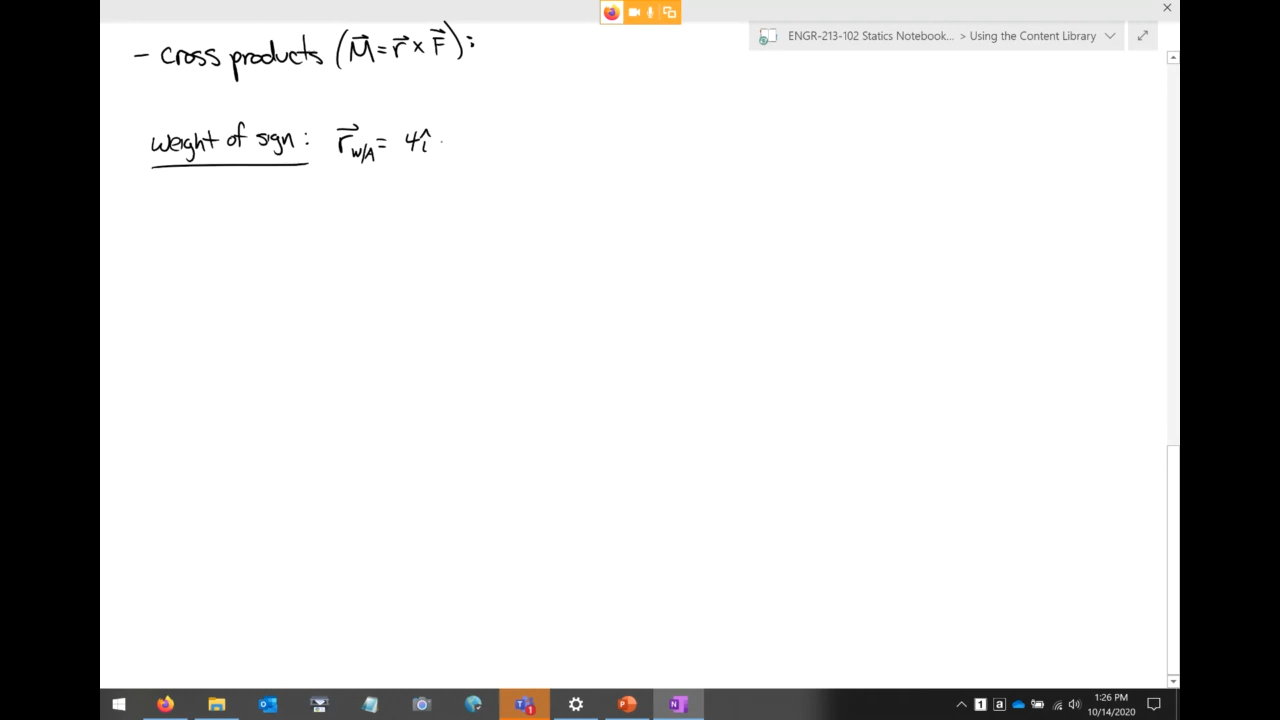 ENGR-213-102 Statics Notebook... > Using the Content Library
- cross products (M⃗ = r⃗ × F⃗):
weight of sign: r⃗_W/A = 4î
1:26 PM
10/14/2020